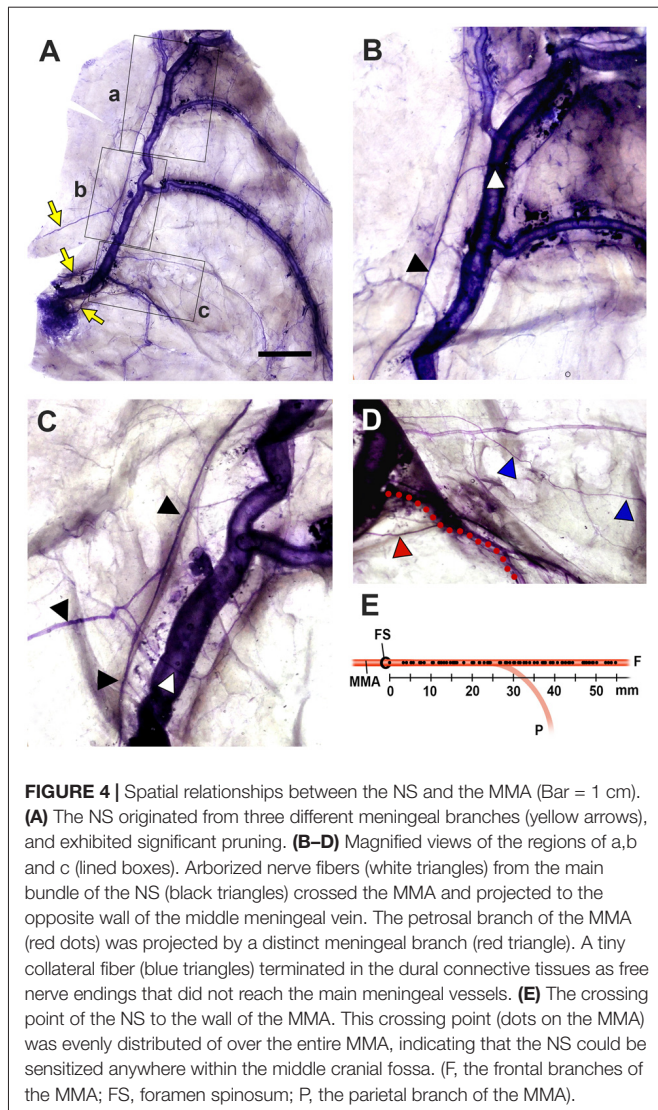 A
a
b
c
B
C
D
E
FS
C
MMA
F
0 10 20 30 40 50 mm
P
FIGURE 4 | Spatial relationships between the NS and the MMA (Bar = 1 cm).
(A) The NS originated from three different meningeal branches (yellow arrows),
and exhibited significant pruning. (B–D) Magnified views of the regions of a,b
and c (lined boxes). Arborized nerve fibers (white triangles) from the main
bundle of the NS (black triangles) crossed the MMA and projected to the
opposite wall of the middle meningeal vein. The petrosal branch of the MMA
(red dots) was projected by a distinct meningeal branch (red triangle). A tiny
collateral fiber (blue triangles) terminated in the dural connective tissues as free
nerve endings that did not reach the main meningeal vessels. (E) The crossing
point of the NS to the wall of the MMA. This crossing point (dots on the MMA)
was evenly distributed of over the entire MMA, indicating that the NS could be
sensitized anywhere within the middle cranial fossa. (F, the frontal branches of
the MMA; FS, foramen spinosum; P, the parietal branch of the MMA).